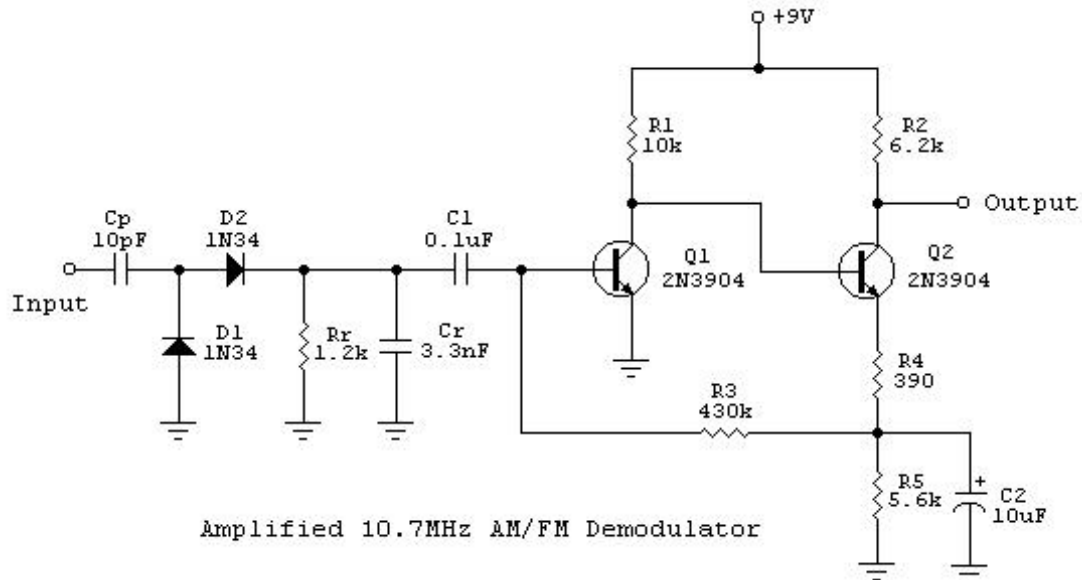 +9V
R1
10k
R2
6.2k
Output
Cp
10pF
D2
1N34
C1
0.1uF
Q1
2N3904
Q2
2N3904
Input
D1
1N34
Rr
1.2k
Cr
3.3nF
R4
390
R3
430k
R5
5.6k
+
C2
10uF
Amplified 10.7MHz AM/FM Demodulator